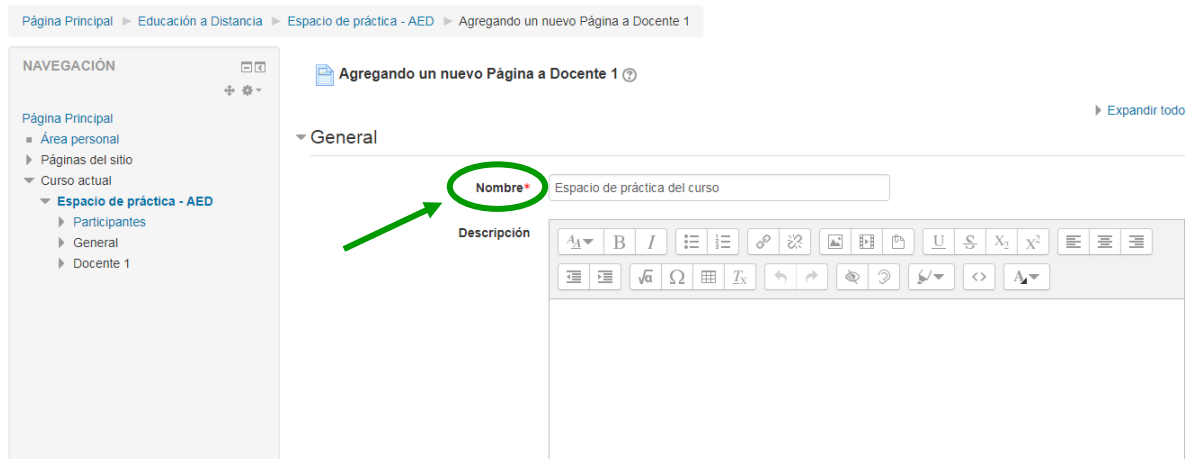 Página Principal Educación a Distancia Espacio de práctica - AED Agregando un nuevo Página a Docente 1
NAVEGACIÓN
Página Principal
Área personal
Páginas del sitio
Curso actual
Espacio de práctica - AED
Participantes
General
Docente 1
Agregando un nuevo Página a Docente 1
Expandir todo
General
Nombre* Espacio de práctica del curso
Descripción